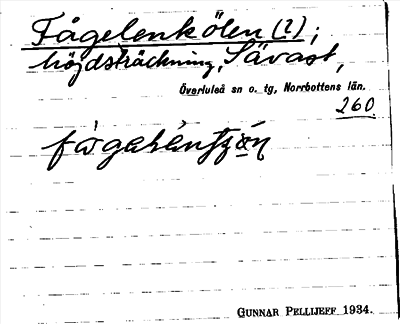 Fågelenkölen (?);
höjdsträckning, Sävast,
Överluleå sn o. tg, Norrbottens län.
260
GUNNAR PELLIJEFF 1934.